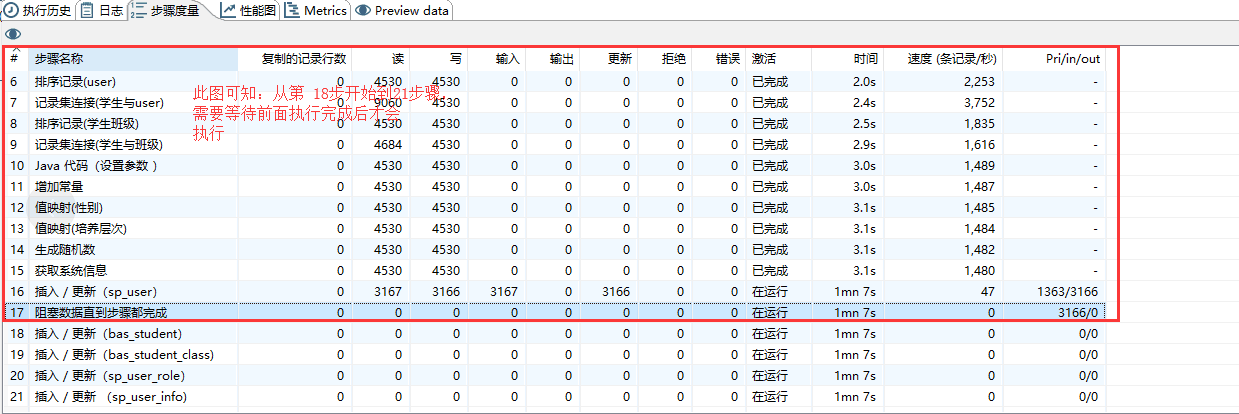 执行历史 日志 步骤度量 性能图 Metrics Preview data
# 步骤名称 复制的记录行数 读 写 输入 输出 更新 拒绝 错误 激活 时间 速度 (条记录/秒) Pri/in/out
6 排序记录(user) 0 4530 4530 0 0 0 0 0 已完成 2.0s 2,253 -
7 记录集连接(学生与user) 0 9060 4530 0 0 0 0 0 已完成 2.4s 3,752 -
8 排序记录(学生班级) 0 4530 4530 0 0 0 0 0 已完成 2.5s 1,835 -
9 记录集连接(学生与班级) 0 4684 4530 0 0 0 0 0 已完成 2.9s 1,616 -
10 Java 代码（设置参数 ） 0 4530 4530 0 0 0 0 0 已完成 3.0s 1,489 -
11 增加常量 0 4530 4530 0 0 0 0 0 已完成 3.0s 1,487 -
12 值映射(性别) 0 4530 4530 0 0 0 0 0 已完成 3.1s 1,485 -
13 值映射(培养层次) 0 4530 4530 0 0 0 0 0 已完成 3.1s 1,484 -
14 生成随机数 0 4530 4530 0 0 0 0 0 已完成 3.1s 1,482 -
15 获取系统信息 0 4530 4530 0 0 0 0 0 已完成 3.1s 1,480 -
16 插入 / 更新（sp_user） 0 3167 3166 3167 0 3166 0 0 在运行 1mn 7s 47 1363/3166
17 阻塞数据直到步骤都完成 0 0 0 0 0 0 0 0 在运行 1mn 7s 0 3166/0
18 插入 / 更新（bas_student） 0 0 0 0 0 0 0 0 在运行 1mn 7s 0 0/0
19 插入 / 更新（bas_student_class) 0 0 0 0 0 0 0 0 在运行 1mn 7s 0 0/0
20 插入 / 更新（sp_user_role） 0 0 0 0 0 0 0 0 在运行 1mn 7s 0 0/0
21 插入 / 更新 （sp_user_info) 0 0 0 0 0 0 0 0 在运行 1mn 7s 0 0/0
此图可知：从第 18步开始到21步骤
需要等待前面执行完成后才会
执行